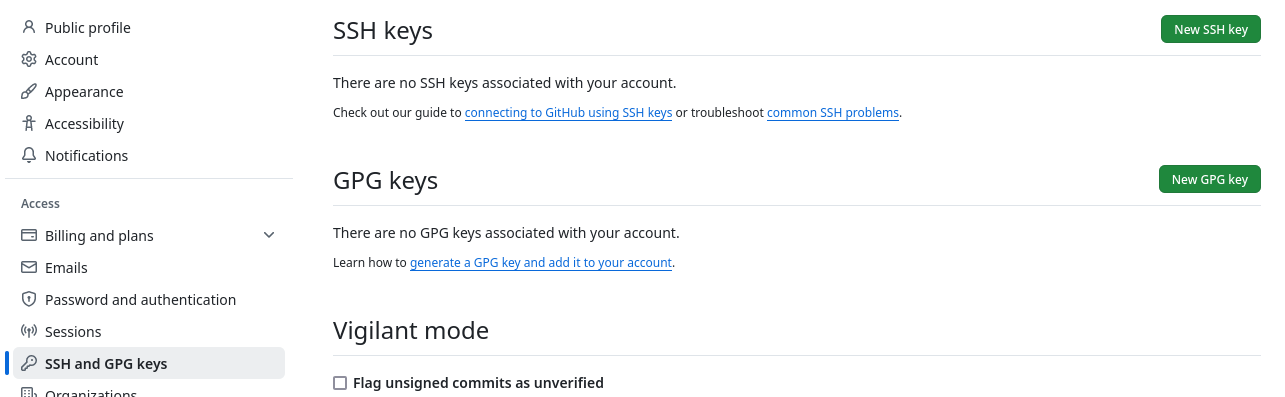 Public profile
Account
Appearance
Accessibility
Notifications
Access
Billing and plans
Emails
Password and authentication
Sessions
SSH and GPG keys
Organizations
SSH keys
New SSH key
There are no SSH keys associated with your account.
Check out our guide to connecting to GitHub using SSH keys or troubleshoot common SSH problems.
GPG keys
New GPG key
There are no GPG keys associated with your account.
Learn how to generate a GPG key and add it to your account.
Vigilant mode
Flag unsigned commits as unverified